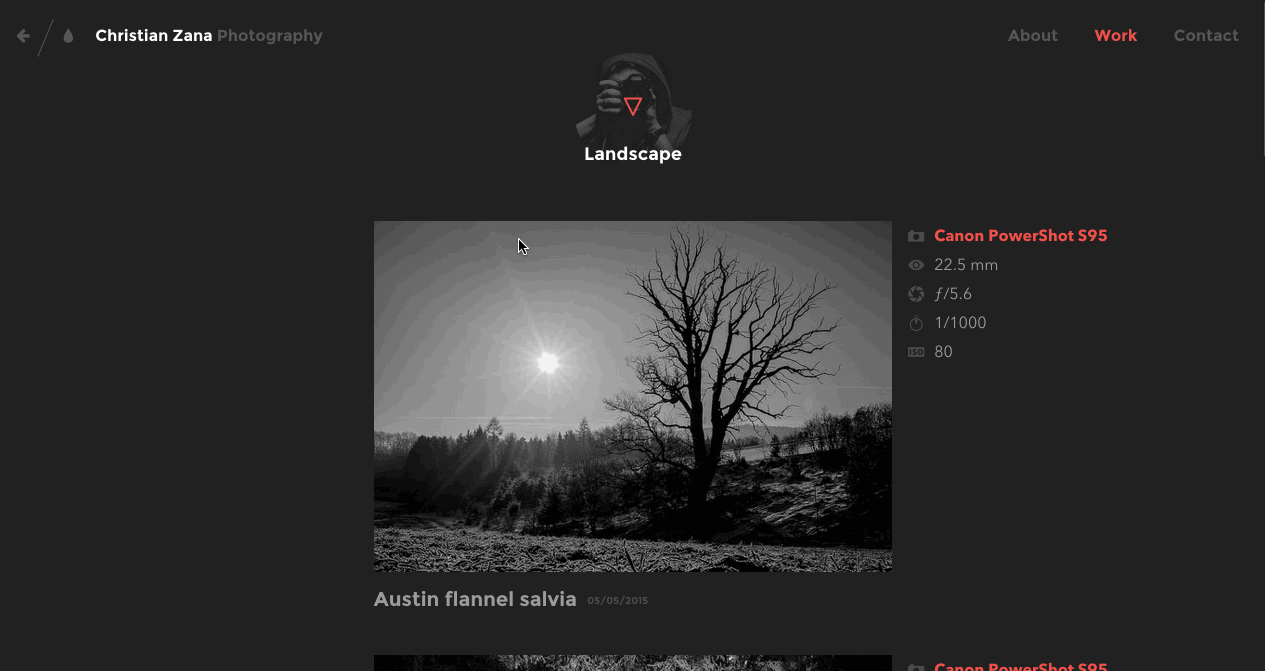 Christian Zana Photography
About Work Contact
Landscape
Canon PowerShot S95
22.5 mm
ƒ/5.6
1/1000
ISO 80
Austin flannel salvia 05/05/2015
Canon PowerShot S95